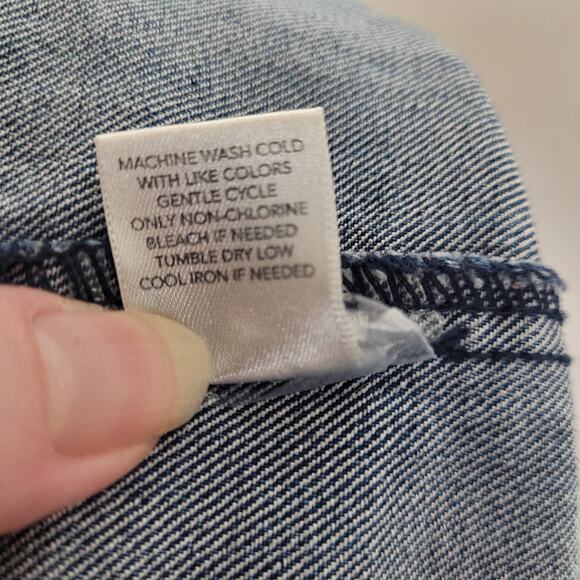 MACHINE WASH COLD
WITH LIKE COLORS
GENTLE CYCLE
ONLY NON-CHLORINE
BLEACH IF NEEDED
TUMBLE DRY LOW
COOL IRON IF NEEDED